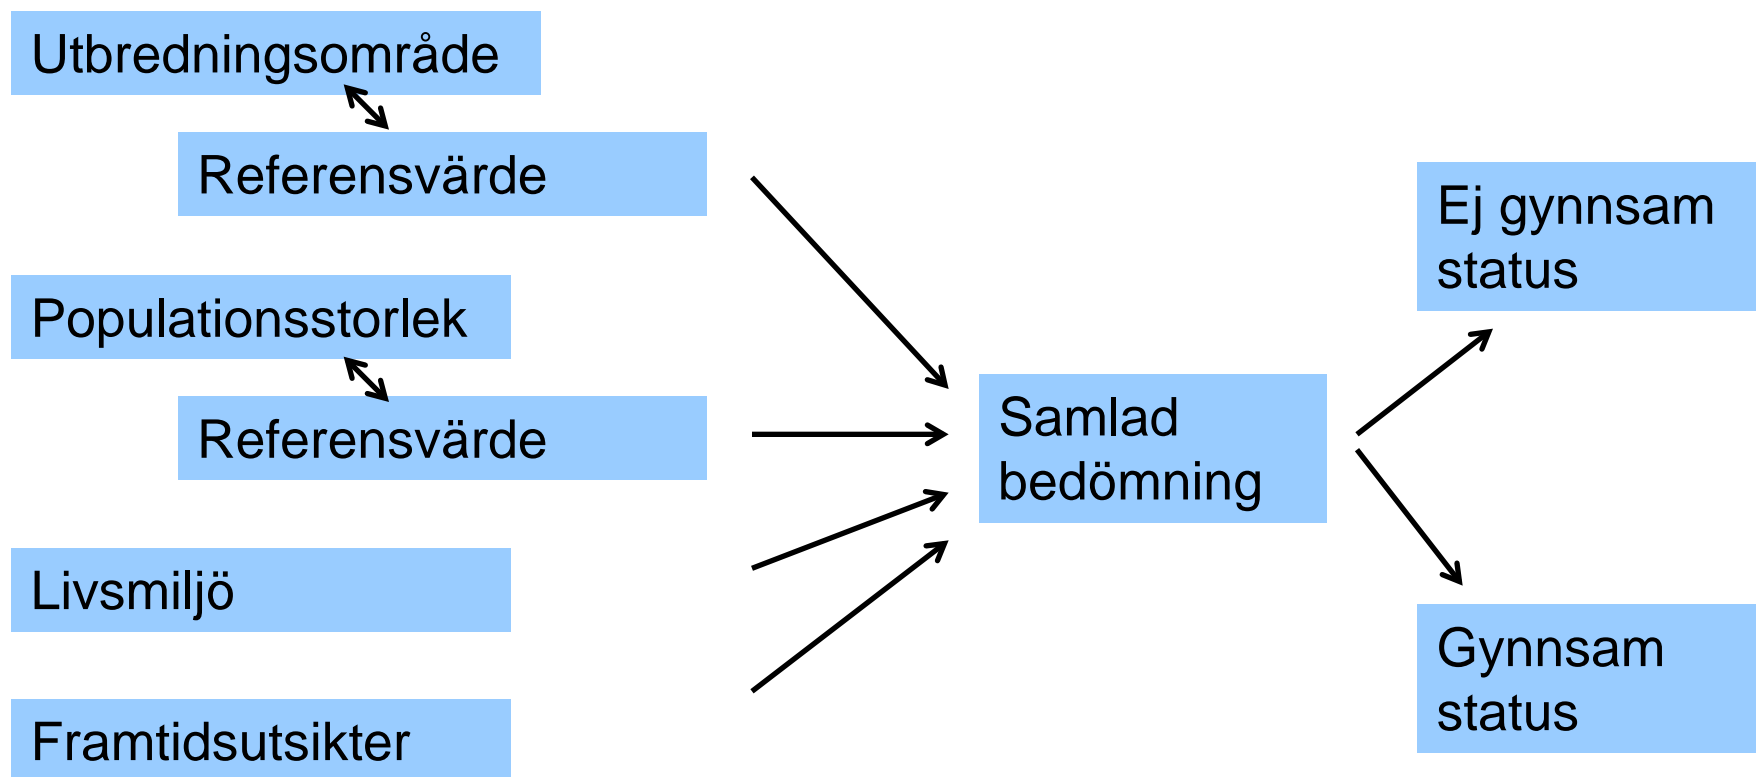 Utbredningsområde
Referensvärde
Populationsstorlek
Referensvärde
Livsmiljö
Framtidsutsikter
Samlad
bedömning
Ej gynnsam
status
Gynnsam
status